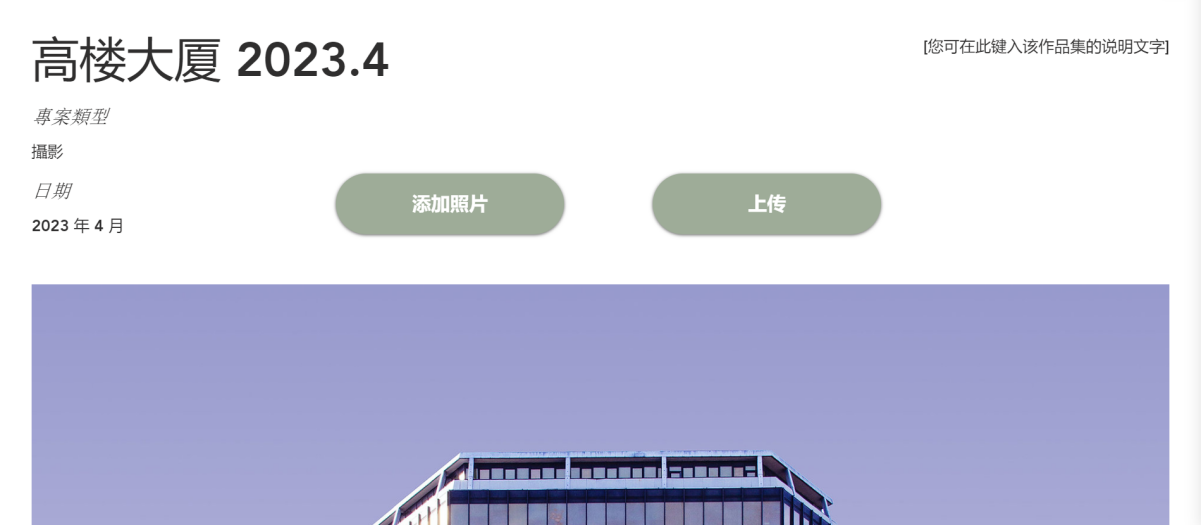 高楼大厦 2023.4
[您可在此键入该作品集的说明文字]
專案類型
攝影
日期
2023 年 4 月
添加照片
上传